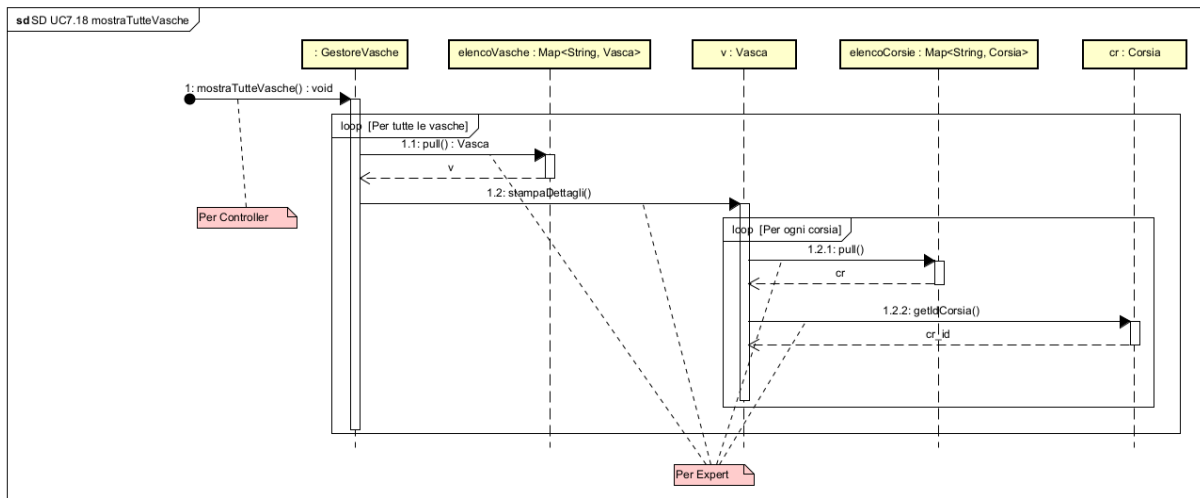 sd SD UC7.18 mostraTutteVasche
: GestoreVasche
elencoVasche : Map<String, Vasca>
v : Vasca
elencoCorsie : Map<String, Corsia>
cr : Corsia
1: mostraTutteVasche() : void
loop [Per tutte le vasche]
1.1: pull() : Vasca
v
1.2: stampaDettagli()
Per Controller
loop [Per ogni corsia]
1.2.1: pull()
cr
1.2.2: getIdCorsia()
cr_id
Per Expert